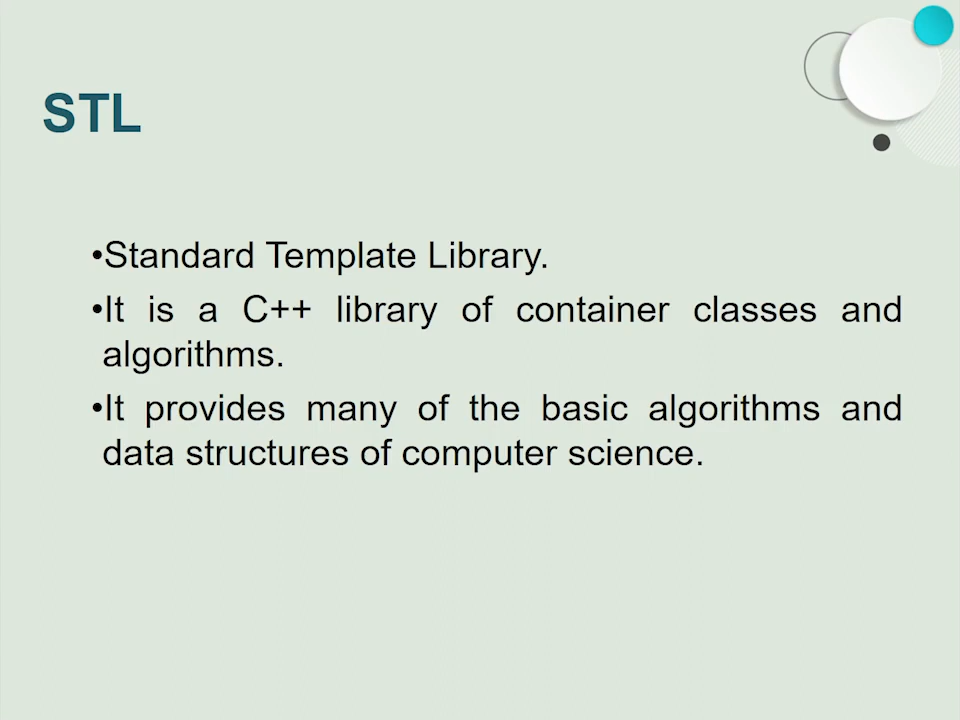 STL
•Standard Template Library.
•It is a C++ library of container classes and
algorithms.
•It provides many of the basic algorithms and
data structures of computer science.